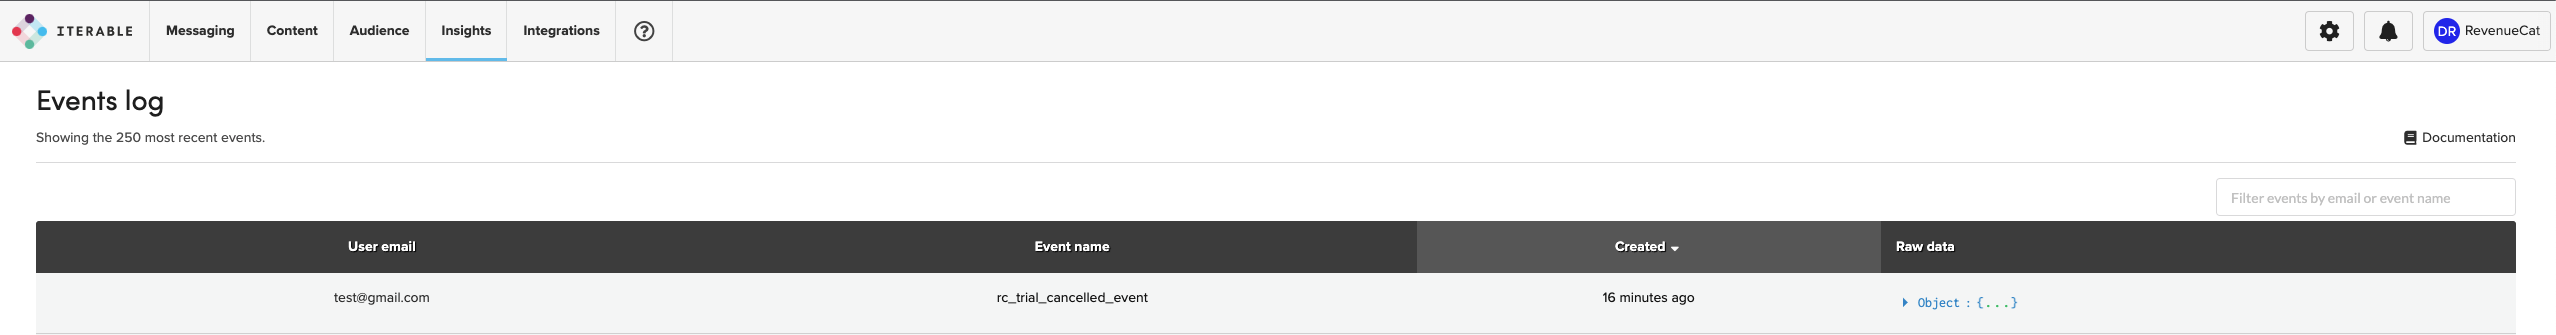 ITERABLE Messaging Content Audience Insights Integrations ? DR RevenueCat
Events log
Showing the 250 most recent events.
Documentation
Filter events by email or event name
User email Event name Created Raw data
test@gmail.com rc_trial_cancelled_event 16 minutes ago Object : {...}